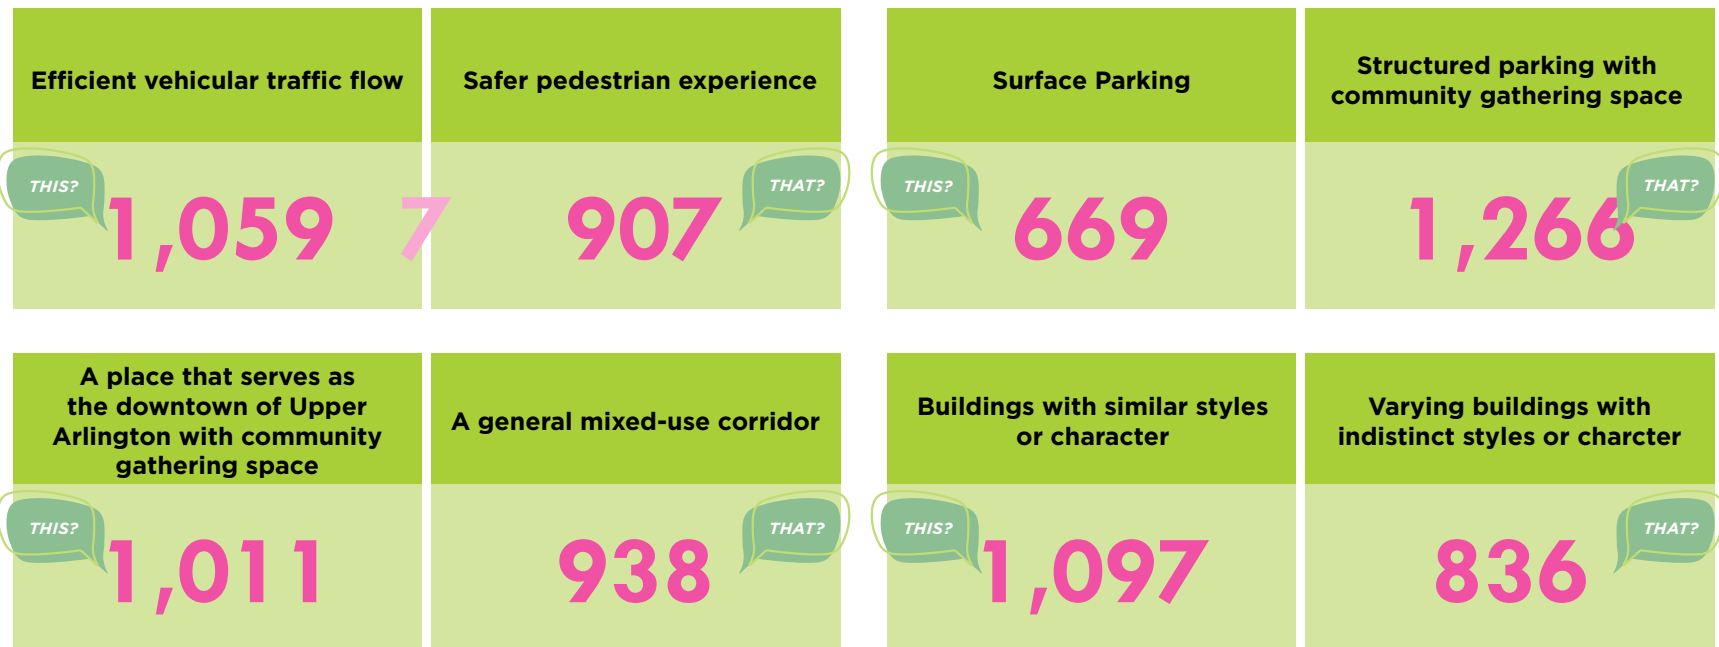 Efficient vehicular traffic flow
Safer pedestrian experience
THIS?
1,059
7
907
THAT?
Surface Parking
Structured parking with
community gathering space
THIS?
669
1,266
THAT?
A place that serves as
the downtown of Upper
Arlington with community
gathering space
A general mixed-use corridor
THIS?
1,011
938
THAT?
Buildings with similar styles
or character
Varying buildings with
indistinct styles or charcter
THIS?
1,097
836
THAT?